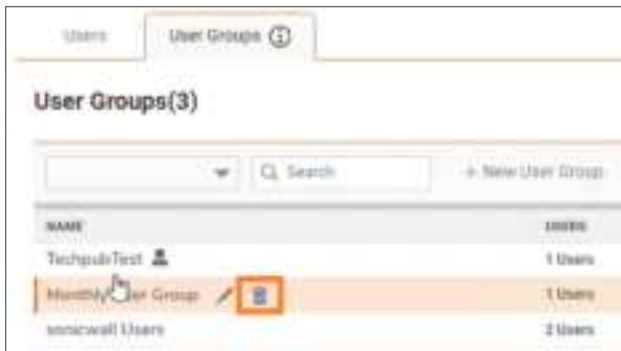 Users User Groups
User Groups(3)
Search + New User Group
NAME USERS
TechpubTest 1 Users
Monthly User Group 1 Users
sonicwall Users 2 Users